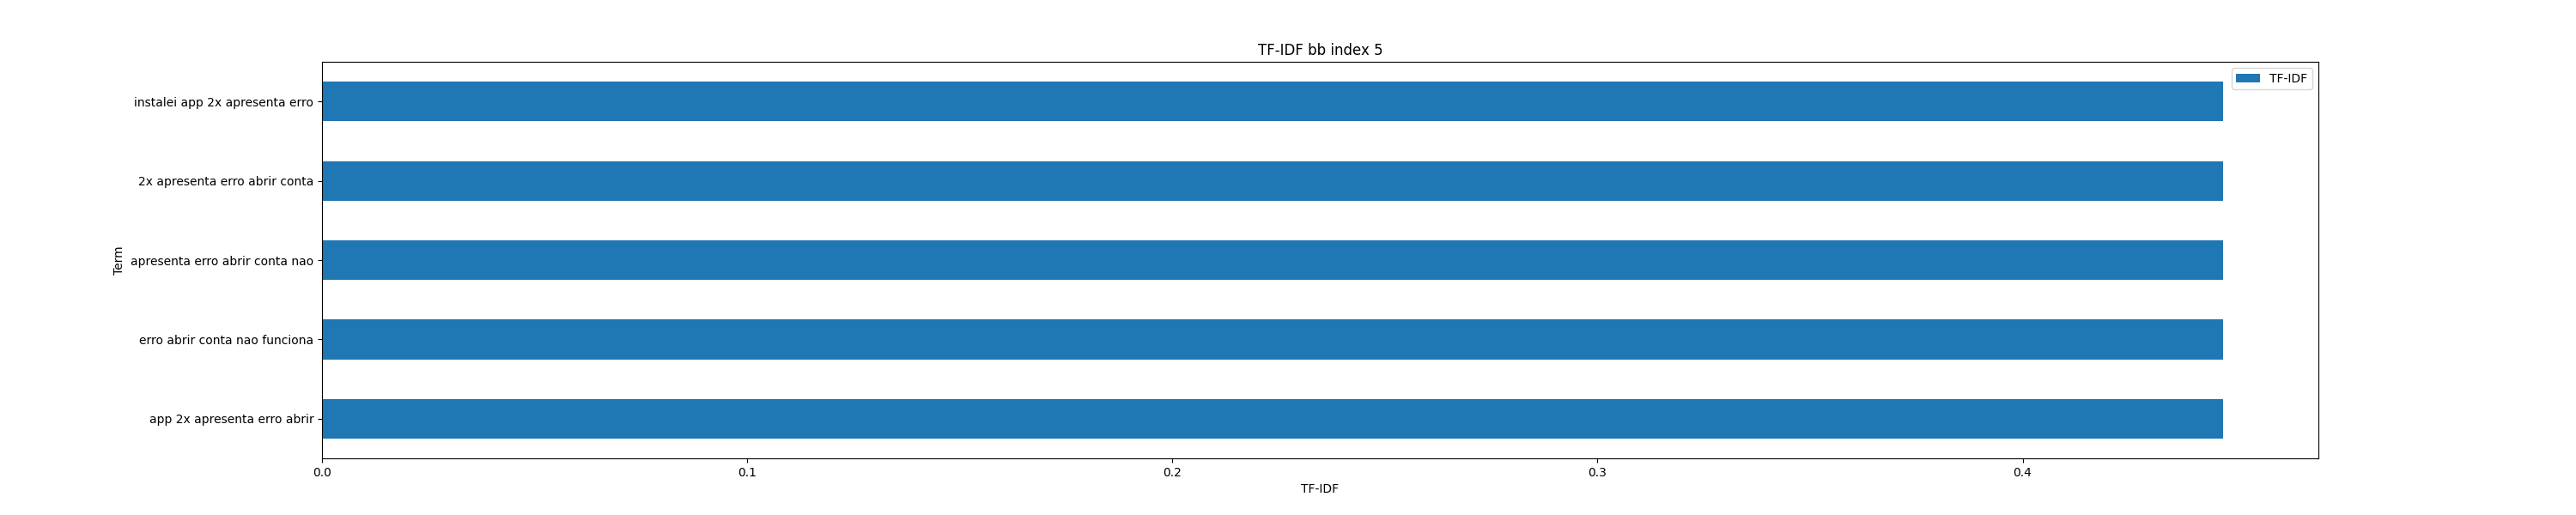 TF-IDF bb index 5
TF-IDF
instalei app 2x apresenta erro
2x apresenta erro abrir conta
apresenta erro abrir conta nao
erro abrir conta nao funciona
app 2x apresenta erro abrir
Term
0.0 0.1 0.2 0.3 0.4
TF-IDF